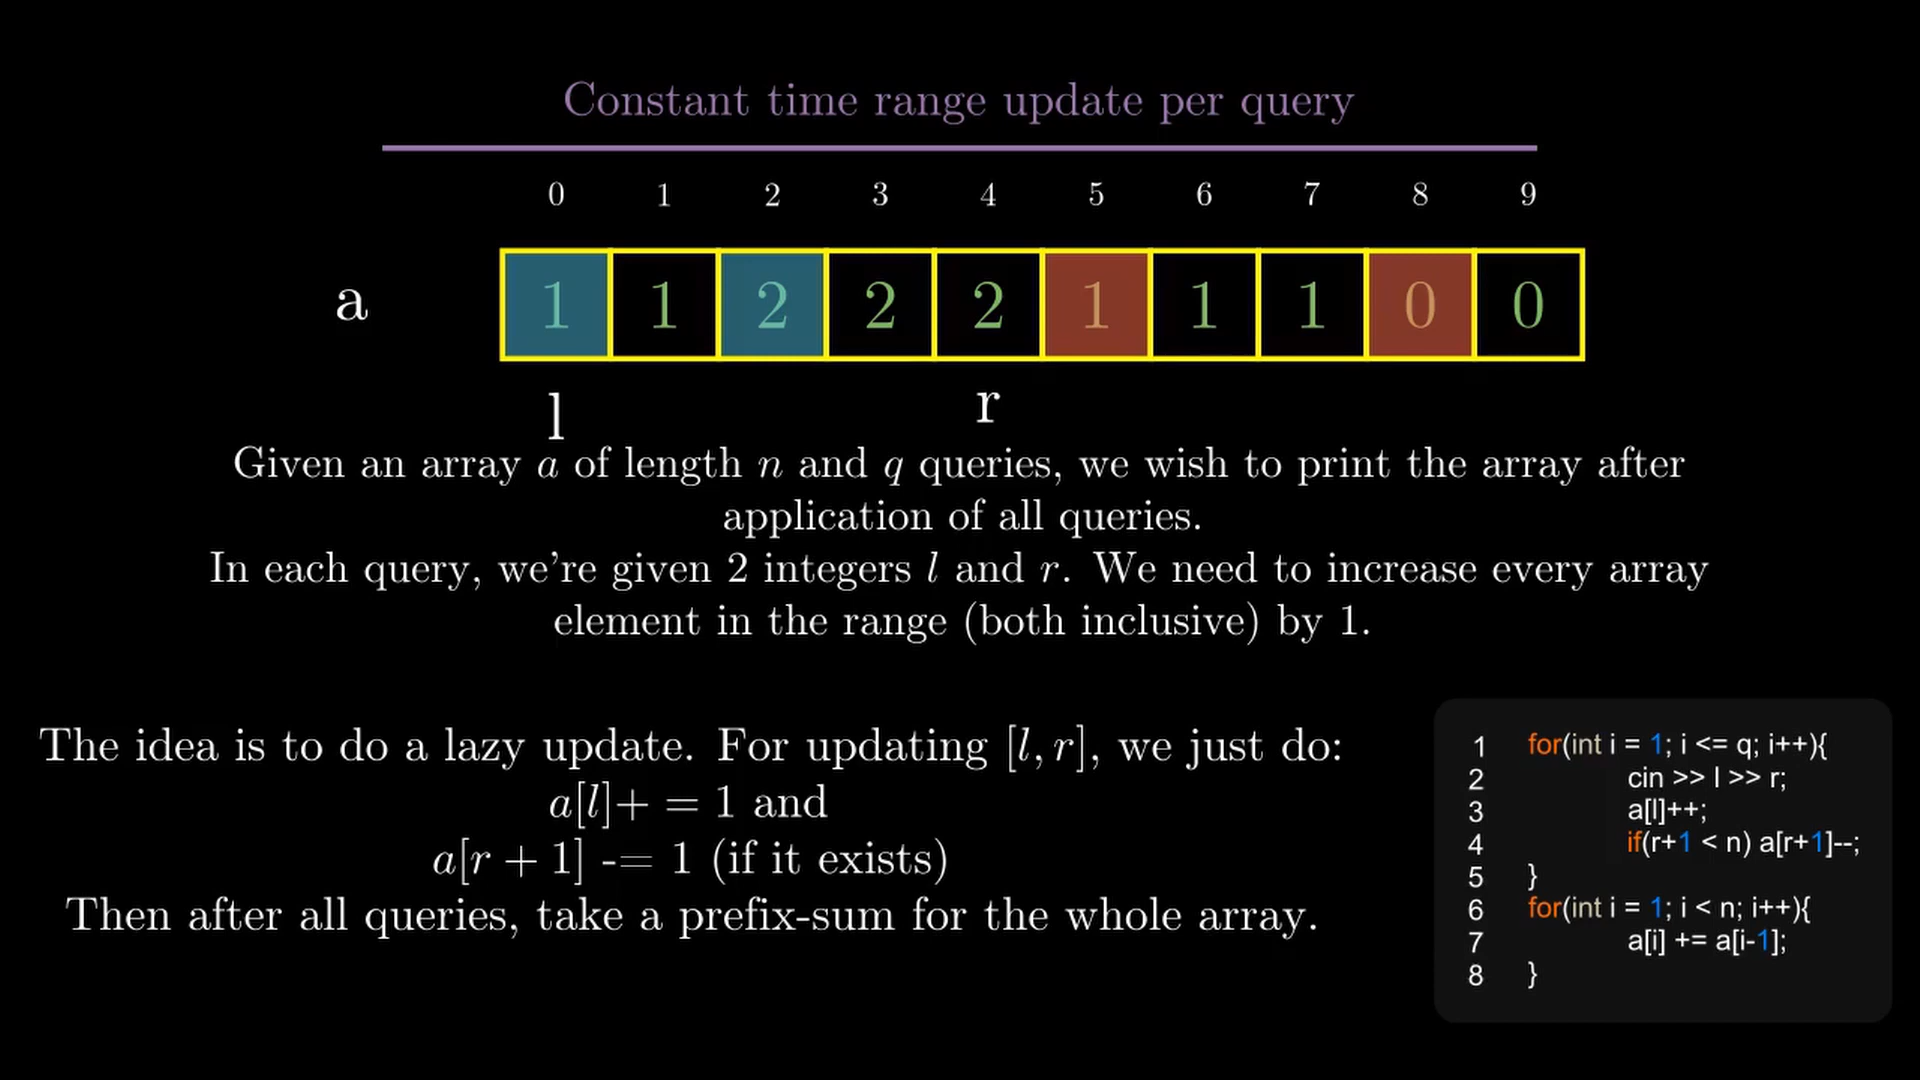 Constant time range update per query
0 1 2 3 4 5 6 7 8 9
a 1 1 2 2 2 1 1 1 0 0
l r
Given an array a of length n and q queries, we wish to print the array after
application of all queries.
In each query, we're given 2 integers l and r. We need to increase every array
element in the range (both inclusive) by 1.
The idea is to do a lazy update. For updating [l, r], we just do:
a[l]+ = 1 and
a[r + 1] -= 1 (if it exists)
Then after all queries, take a prefix-sum for the whole array.
1 for(int i = 1; i <= q; i++){
2 cin >> l >> r;
3 a[l]++;
4 if(r+1 < n) a[r+1]--;
5 }
6 for(int i = 1; i < n; i++){
7 a[i] += a[i-1];
8 }